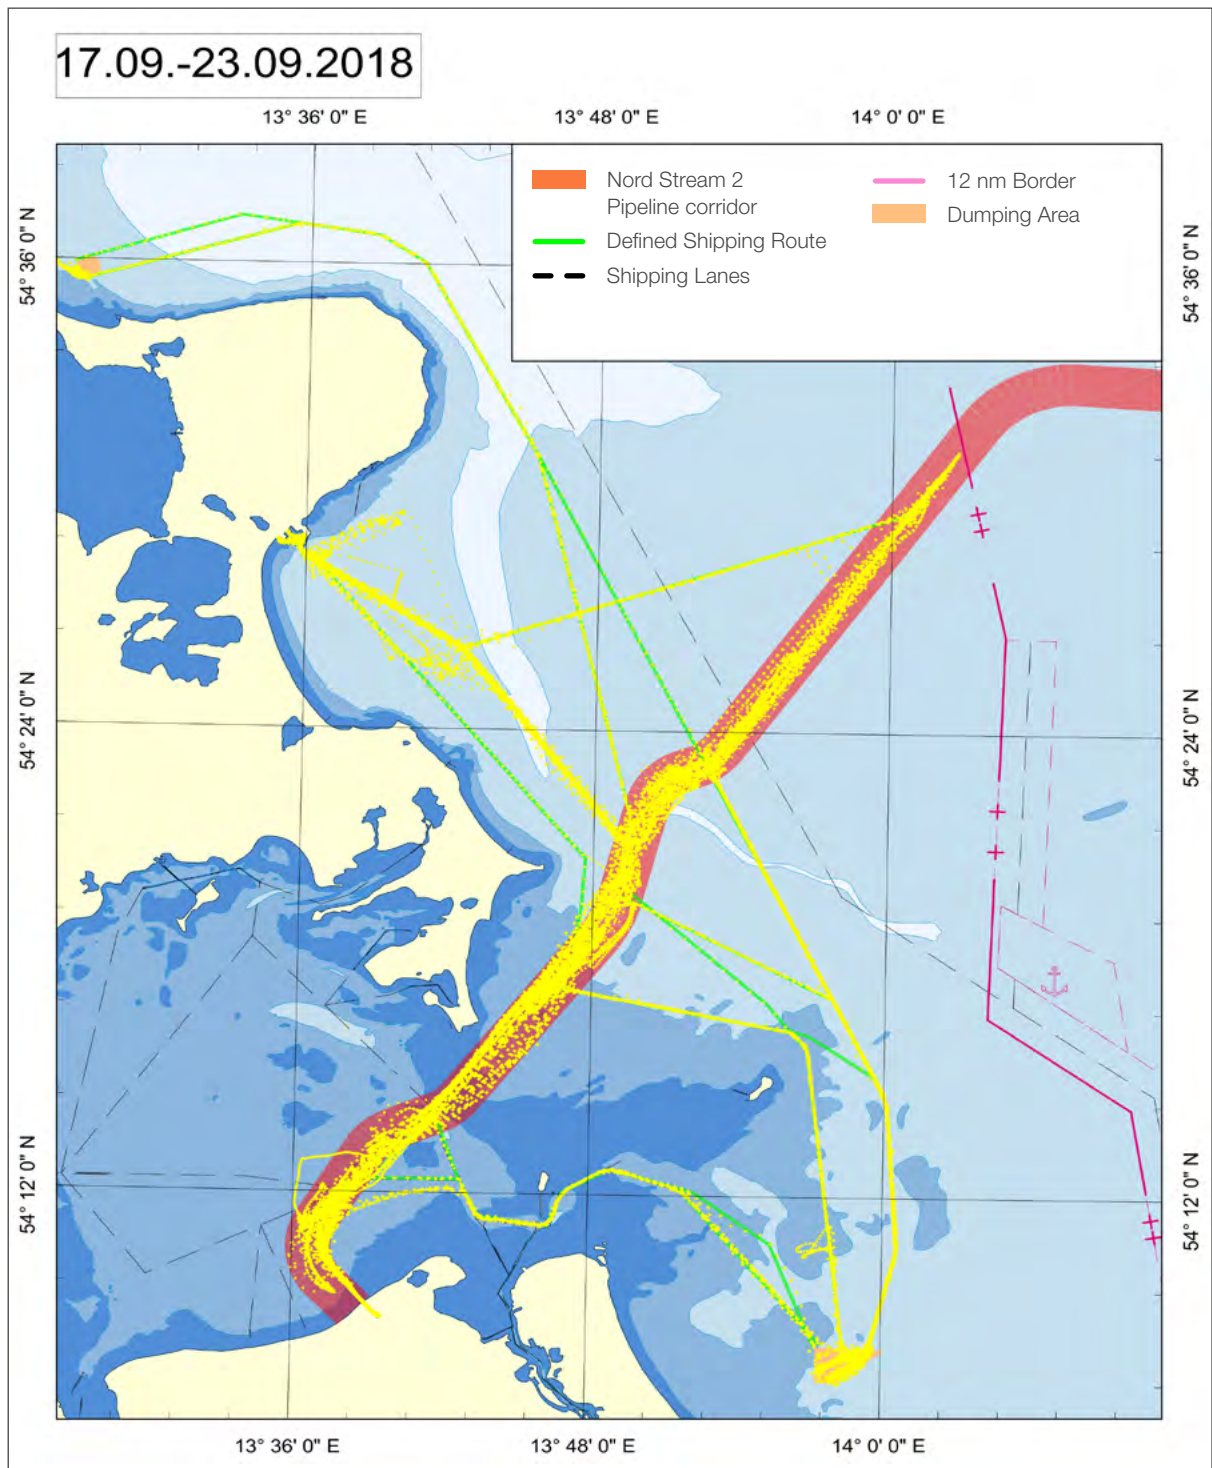 17.09.-23.09.2018
13° 36' 0" E
13° 48' 0" E
14° 0' 0" E
Nord Stream 2
Pipeline corridor
Defined Shipping Route
Shipping Lanes
12 nm Border
Dumping Area
54° 36' 0" N
54° 36' 0" N
54° 24' 0" N
54° 24' 0" N
54° 12' 0" N
54° 12' 0" N
13° 36' 0" E
13° 48' 0" E
14° 0' 0" E